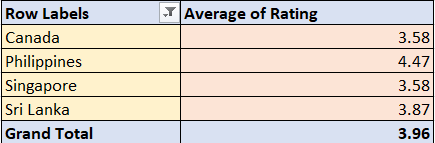 Row Labels Average of Rating
Canada 3.58
Philippines 4.47
Singapore 3.58
Sri Lanka 3.87
Grand Total 3.96